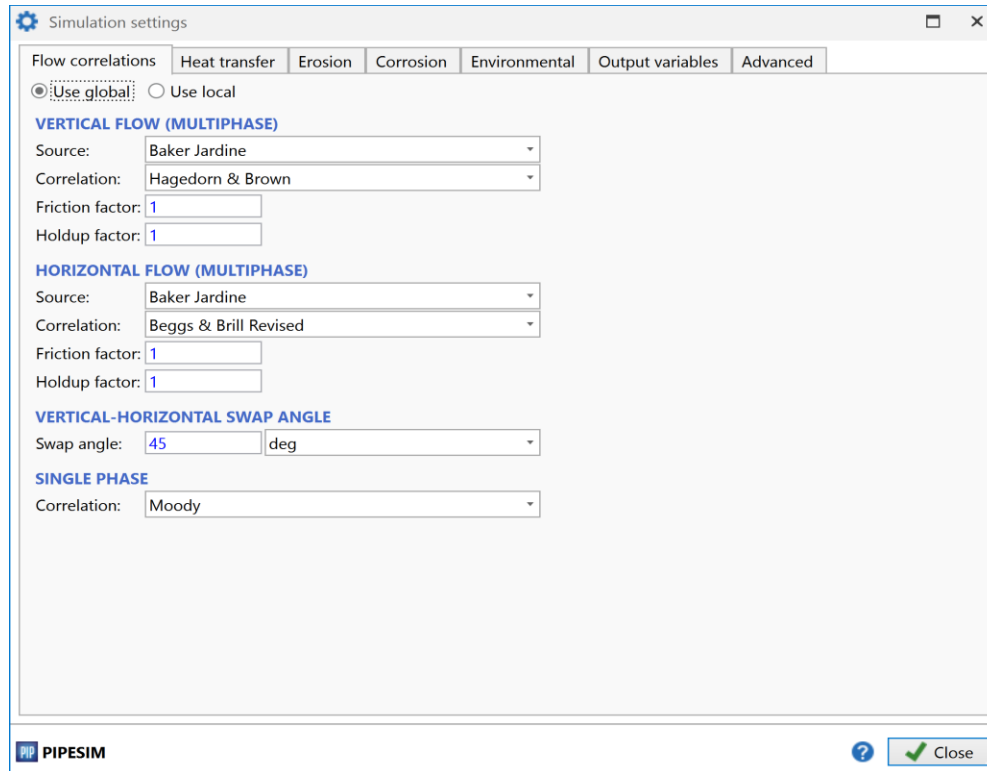 Simulation settings
Flow correlations Heat transfer Erosion Corrosion Environmental Output variables Advanced
Use global Use local
VERTICAL FLOW (MULTIPHASE)
Source: Baker Jardine
Correlation: Hagedorn & Brown
Friction factor: 1
Holdup factor: 1
HORIZONTAL FLOW (MULTIPHASE)
Source: Baker Jardine
Correlation: Beggs & Brill Revised
Friction factor: 1
Holdup factor: 1
VERTICAL-HORIZONTAL SWAP ANGLE
Swap angle: 45 deg
SINGLE PHASE
Correlation: Moody
PIP PIPESIM ? Close